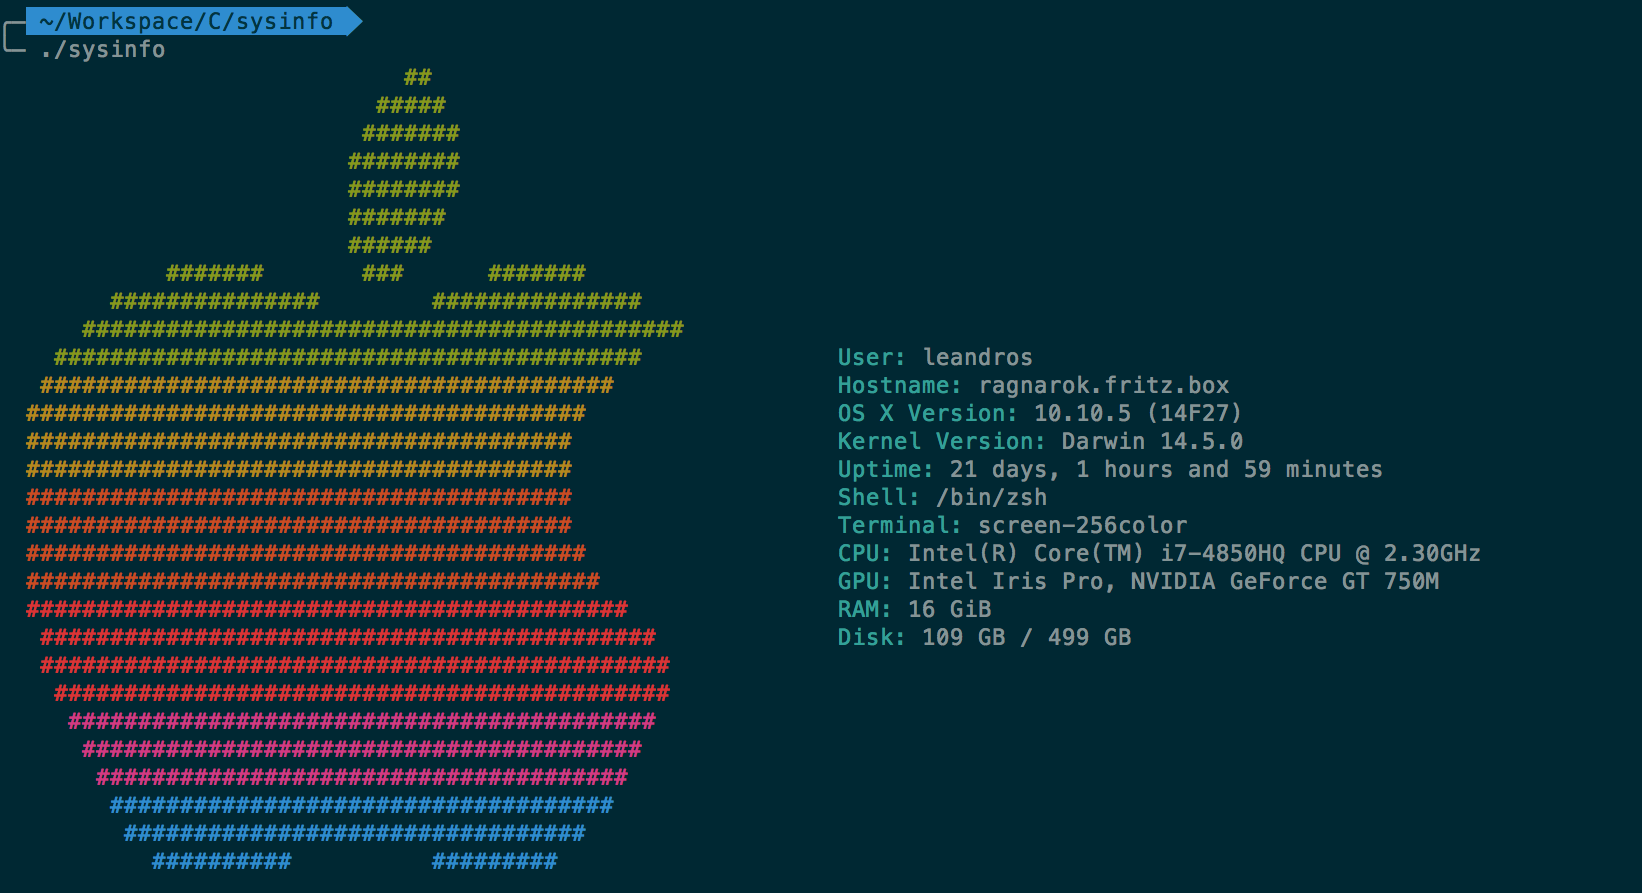 ~/Workspace/C/sysinfo
./sysinfo
User: leandros
Hostname: ragnarok.fritz.box
OS X Version: 10.10.5 (14F27)
Kernel Version: Darwin 14.5.0
Uptime: 21 days, 1 hours and 59 minutes
Shell: /bin/zsh
Terminal: screen-256color
CPU: Intel(R) Core(TM) i7-4850HQ CPU @ 2.30GHz
GPU: Intel Iris Pro, NVIDIA GeForce GT 750M
RAM: 16 GiB
Disk: 109 GB / 499 GB